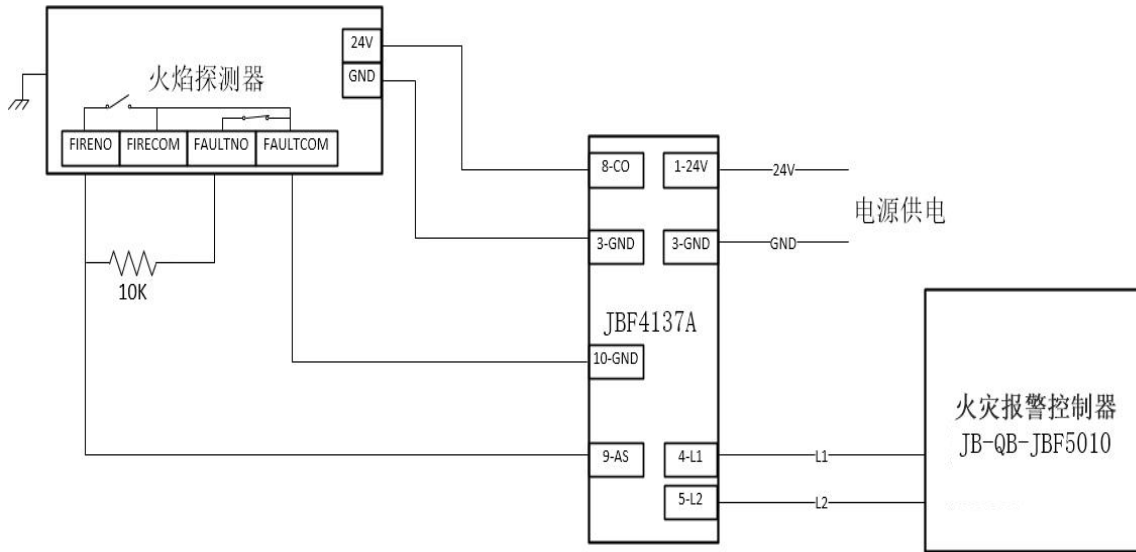 24V
GND
火焰探测器
FIRENO FIRECOM FAULTNO FAULTCOM
10K
8-CO 1-24V
24V
3-GND 3-GND
GND
电源供电
JBF4137A
10-GND
9-AS 4-L1
L1
5-L2
L2
火灾报警控制器
JB-QB-JBF5010